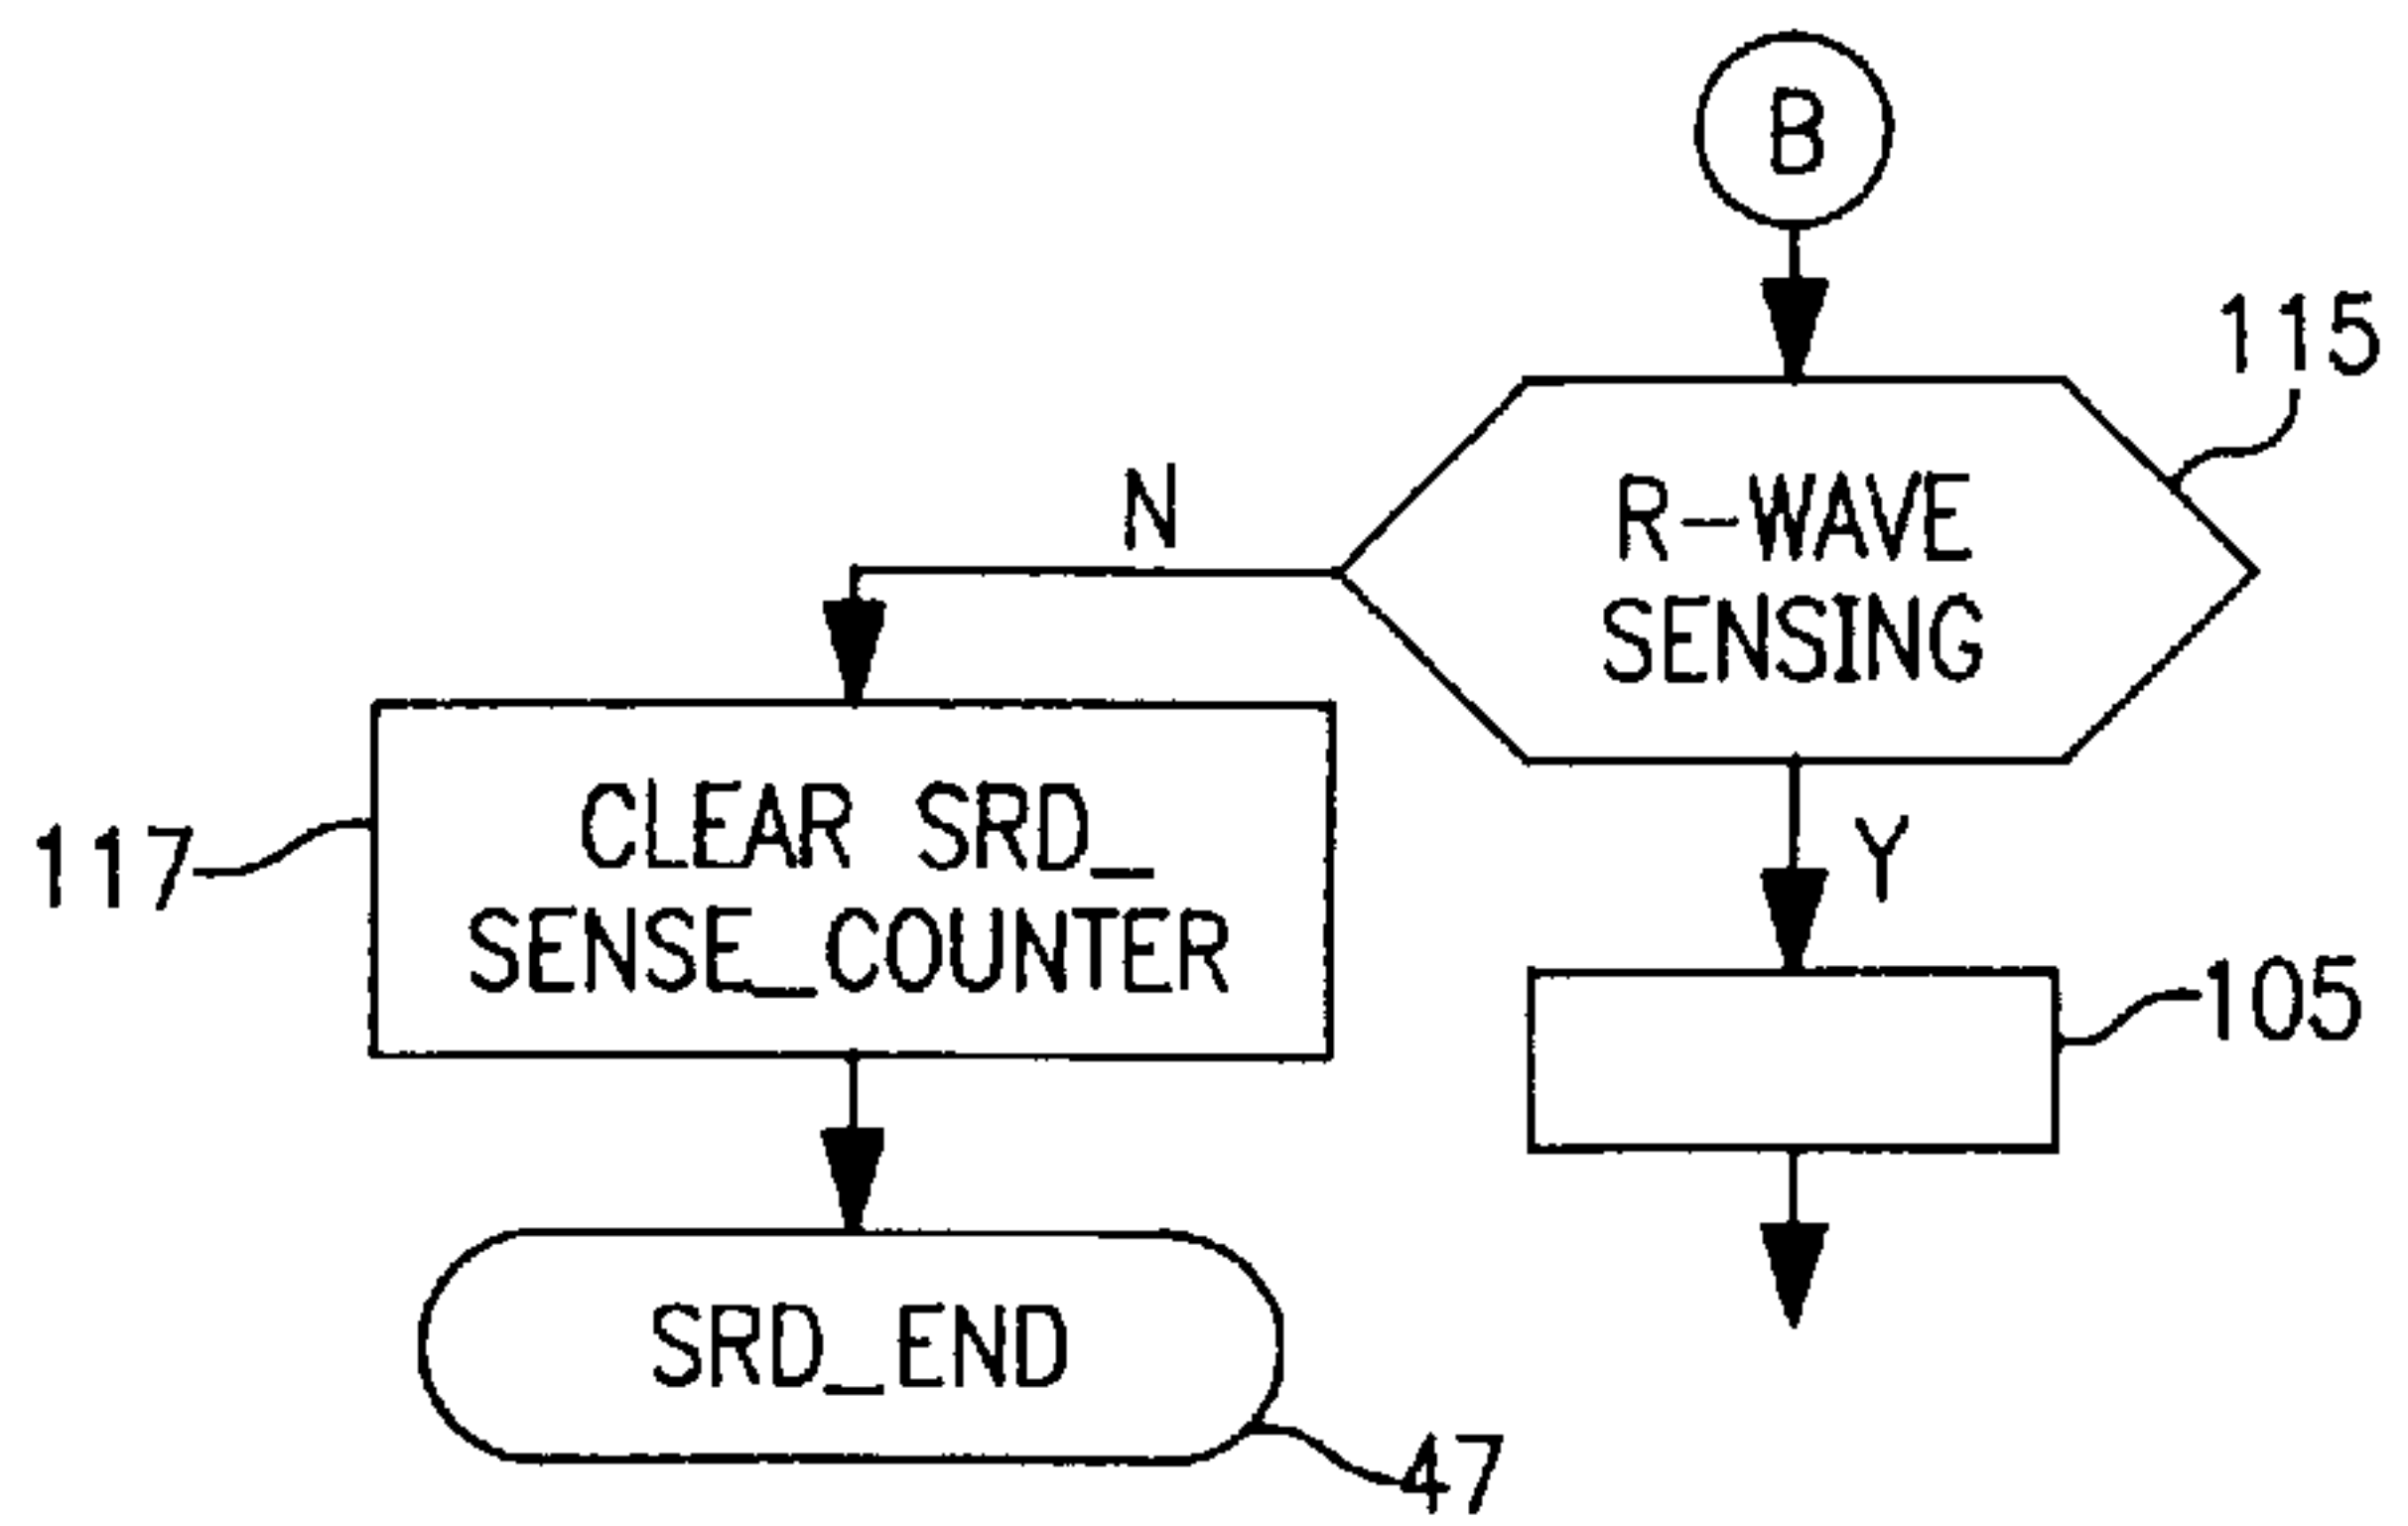 B
115
R-WAVE
SENSING
N
Y
117
CLEAR SRD_
SENSE_COUNTER
105
SRD_END
47